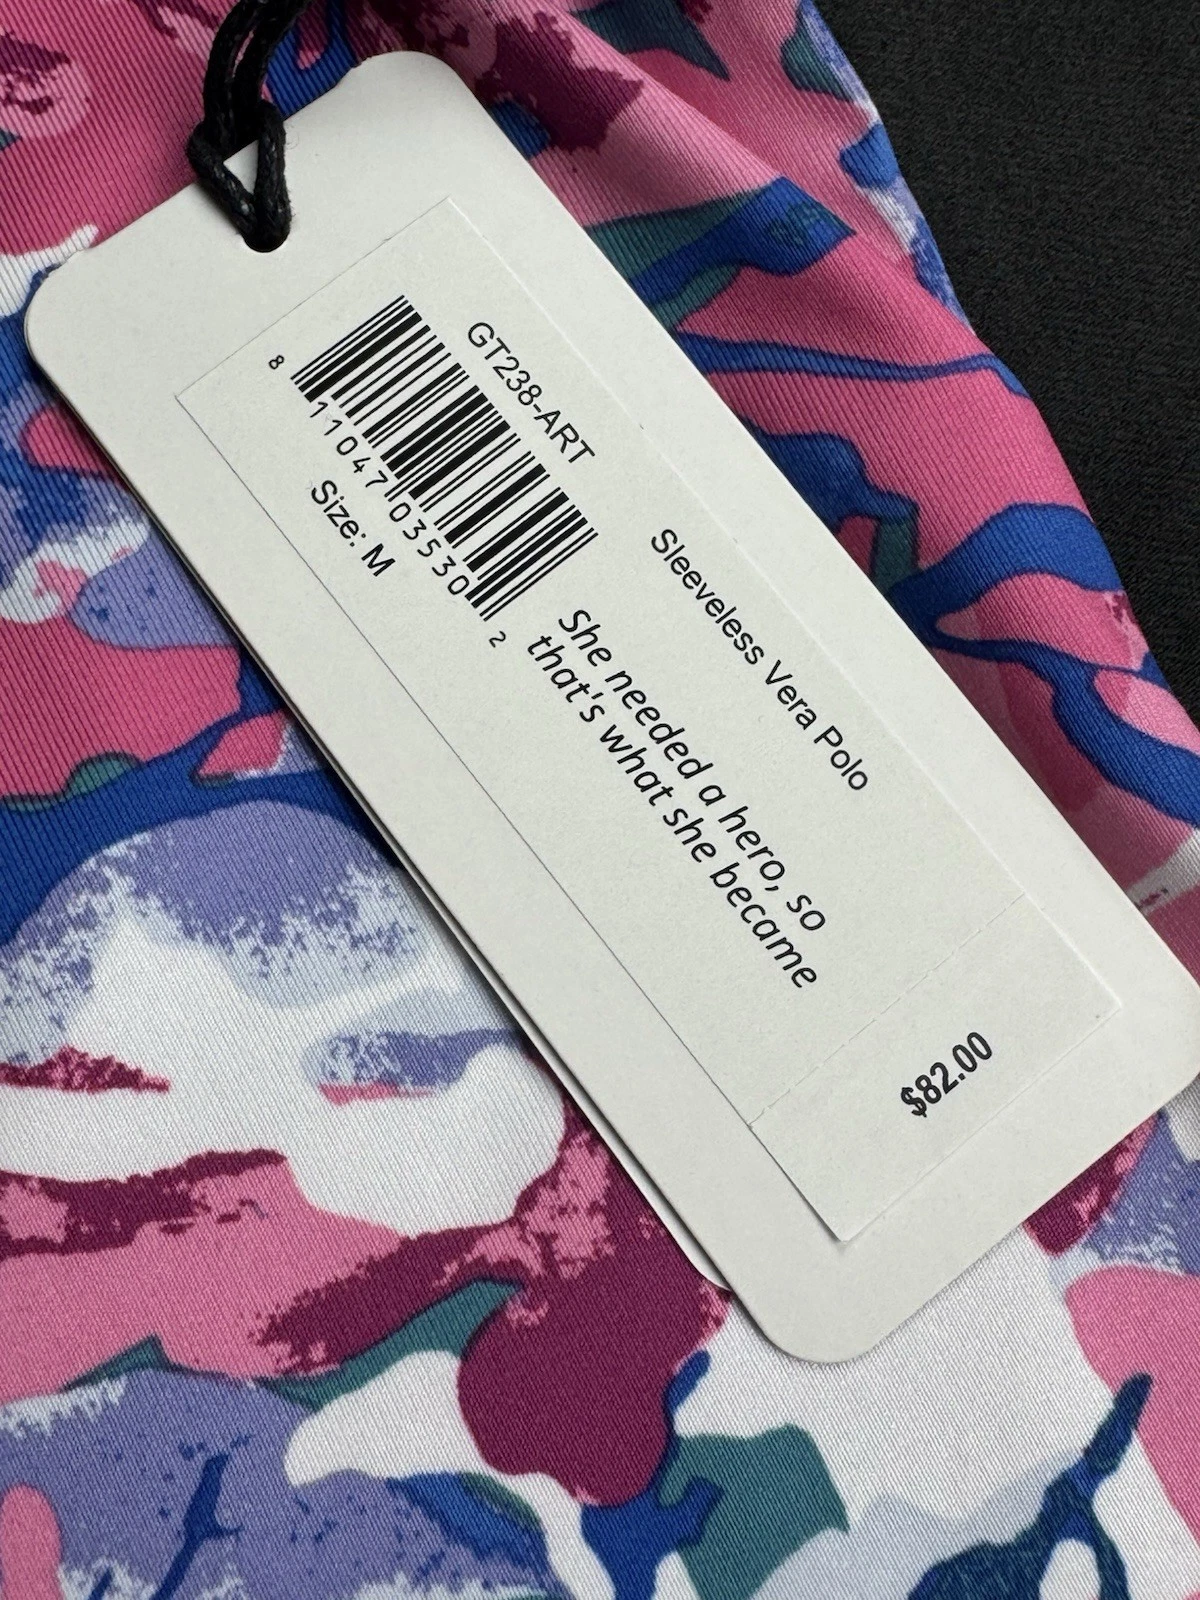 GT238-ART
8 11047 03530 2
Size: M
Sleeveless Vera Polo
She needed a hero, so
that's what she became
$82.00